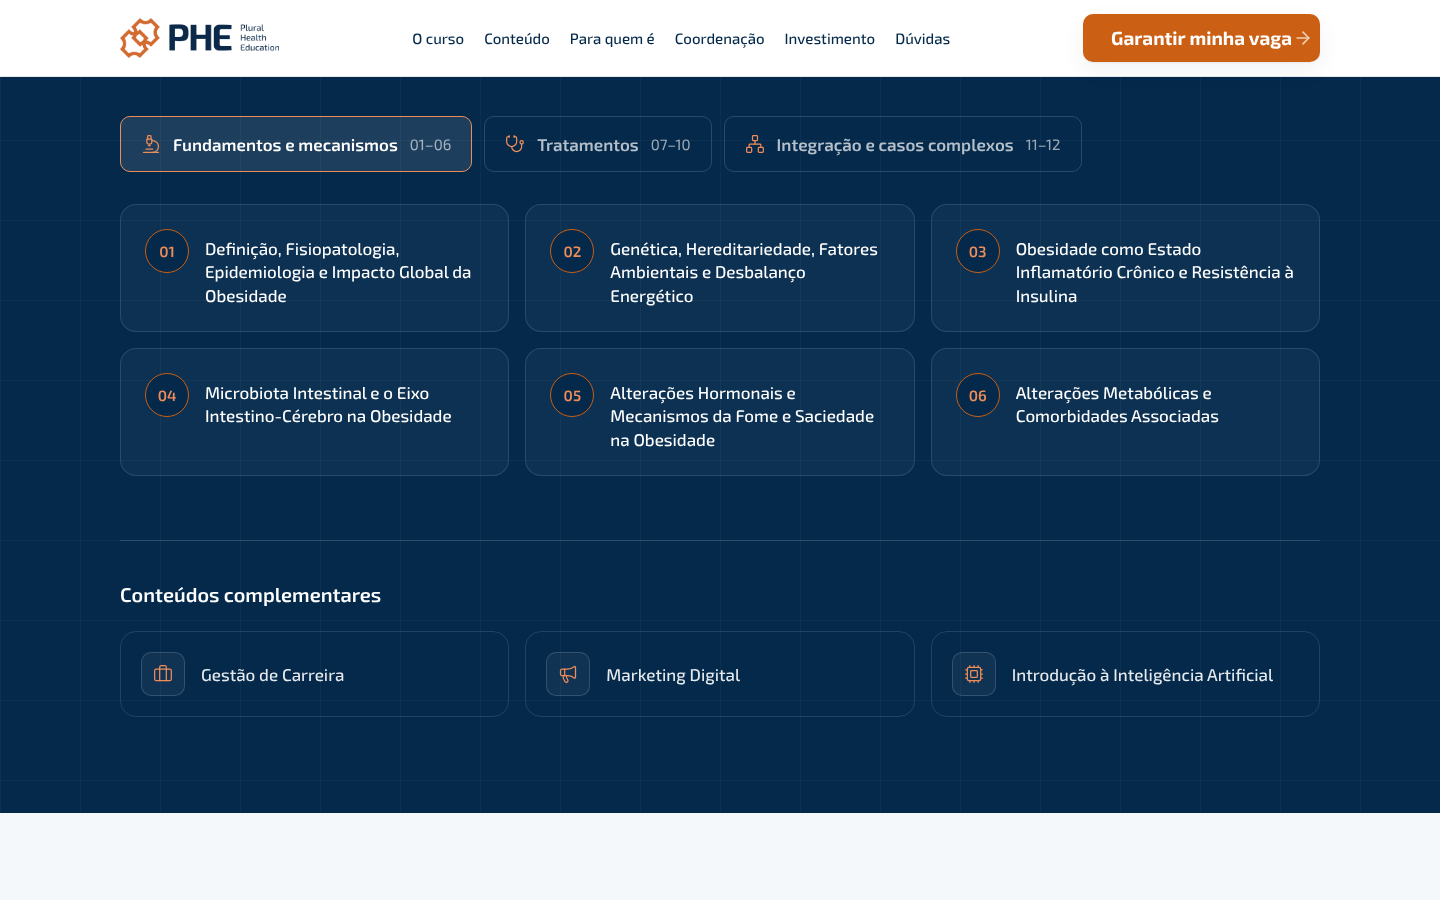 PHE
Plural
Health
Education
O curso
Conteúdo
Para quem é
Coordenação
Investimento
Dúvidas
Garantir minha vaga
Fundamentos e mecanismos 01–06
Tratamentos 07–10
Integração e casos complexos 11–12
01
Definição, Fisiopatologia,
Epidemiologia e Impacto Global da
Obesidade
02
Genética, Hereditariedade, Fatores
Ambientais e Desbalanço
Energético
03
Obesidade como Estado
Inflamatório Crônico e Resistência à
Insulina
04
Microbiota Intestinal e o Eixo
Intestino-Cérebro na Obesidade
05
Alterações Hormonais e
Mecanismos da Fome e Saciedade
na Obesidade
06
Alterações Metabólicas e
Comorbidades Associadas
Conteúdos complementares
Gestão de Carreira
Marketing Digital
Introdução à Inteligência Artificial